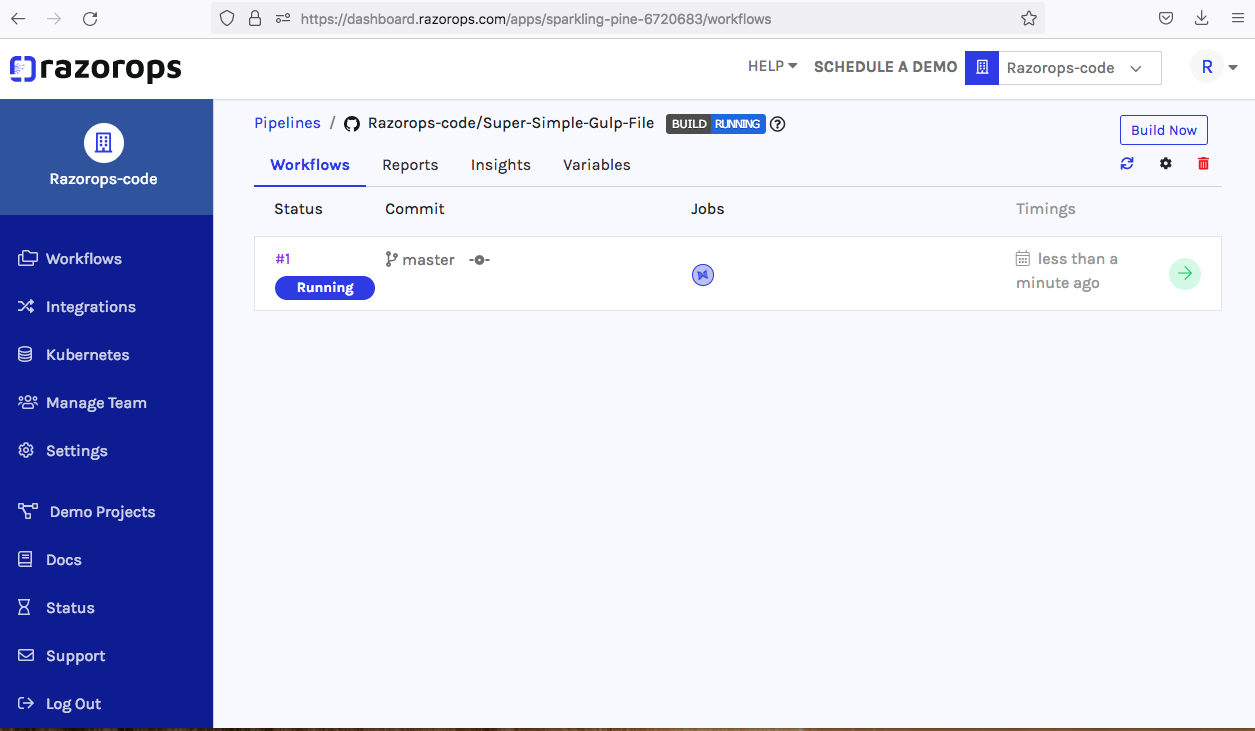 https://dashboard.razorops.com/apps/sparkling-pine-6720683/workflows
razorops
HELP
SCHEDULE A DEMO
Razorops-code
R
Razorops-code
Workflows
Integrations
Kubernetes
Manage Team
Settings
Demo Projects
Docs
Status
Support
Log Out
Pipelines / Razorops-code/Super-Simple-Gulp-File BUILD RUNNING ?
Build Now
Workflows Reports Insights Variables
Status Commit Jobs Timings
#1 master less than a
Running minute ago